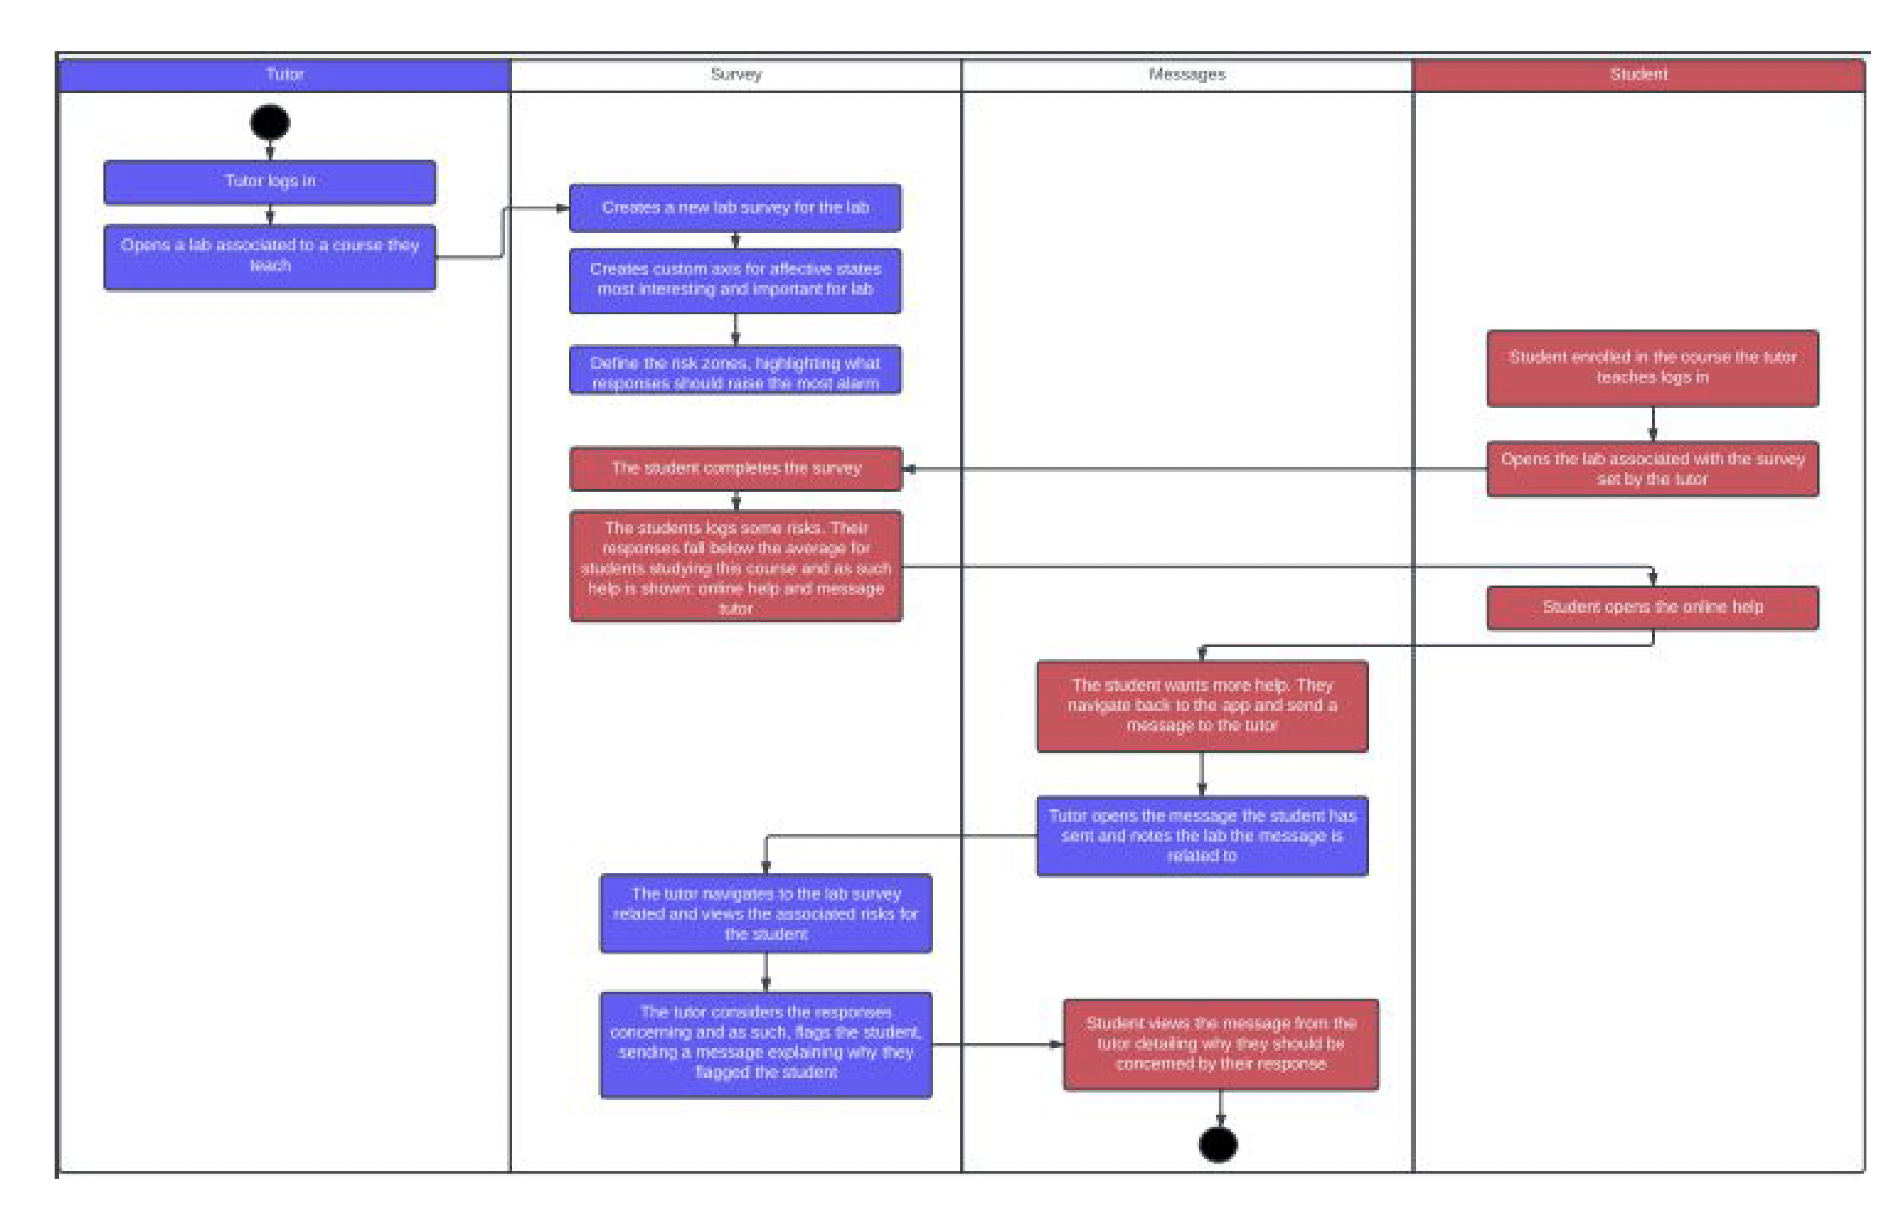 Tutor
Survey
Messages
Student
Tutor logs in
Opens a lab associated to a course they
teach
Creates a new lab survey for the lab
Creates custom axis for affective states
most interesting and important for lab
Define the risk zones, highlighting what
responses should raise the most alarm
Student enrolled in the course the tutor
teaches logs in
Opens the lab associated with the survey
set by the tutor
The student completes the survey
The students logs some risks. Their
responses fall below the average for
students studying this course and as such
help is shown: online help and message
tutor
Student opens the online help
The student wants more help. They
navigate back to the app and send a
message to the tutor
Tutor opens the message the student has
sent and notes the lab the message is
related to
The tutor navigates to the lab survey
related and views the associated risks for
the student
The tutor considers the responses
concerning and as such, flags the student,
sending a message explaining why they
flagged the student
Student views the message from the
tutor detailing why they should be
concerned by their response